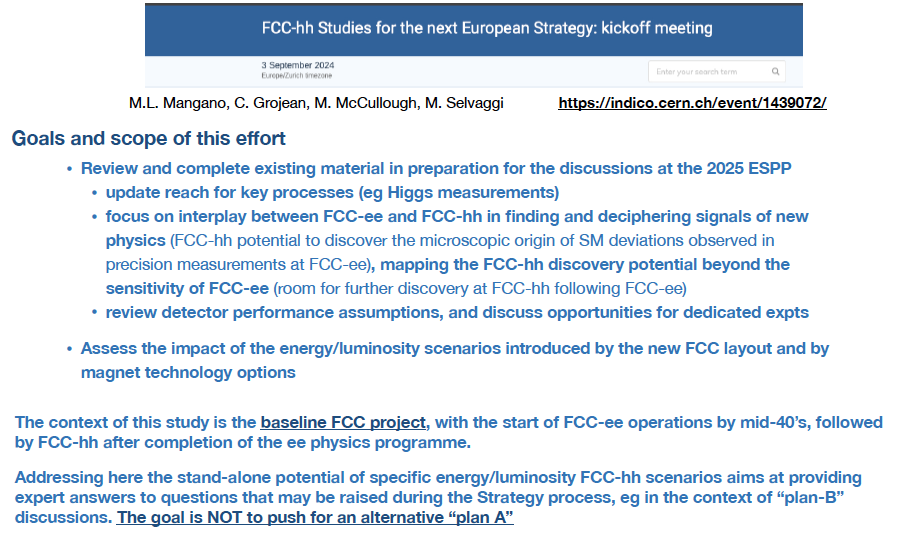 FCC-hh Studies for the next European Strategy: kickoff meeting
3 September 2024
Europe/Zurich timezone
Enter your search term
M.L. Mangano, C. Grojean, M. McCullough, M. Selvaggi https://indico.cern.ch/event/1439072/
Goals and scope of this effort
• Review and complete existing material in preparation for the discussions at the 2025 ESPP
• update reach for key processes (eg Higgs measurements)
• focus on interplay between FCC-ee and FCC-hh in finding and deciphering signals of new
physics (FCC-hh potential to discover the microscopic origin of SM deviations observed in
precision measurements at FCC-ee), mapping the FCC-hh discovery potential beyond the
sensitivity of FCC-ee (room for further discovery at FCC-hh following FCC-ee)
• review detector performance assumptions, and discuss opportunities for dedicated expts
• Assess the impact of the energy/luminosity scenarios introduced by the new FCC layout and by
magnet technology options
The context of this study is the baseline FCC project, with the start of FCC-ee operations by mid-40’s, followed
by FCC-hh after completion of the ee physics programme.
Addressing here the stand-alone potential of specific energy/luminosity FCC-hh scenarios aims at providing
expert answers to questions that may be raised during the Strategy process, eg in the context of “plan-B”
discussions. The goal is NOT to push for an alternative “plan A”